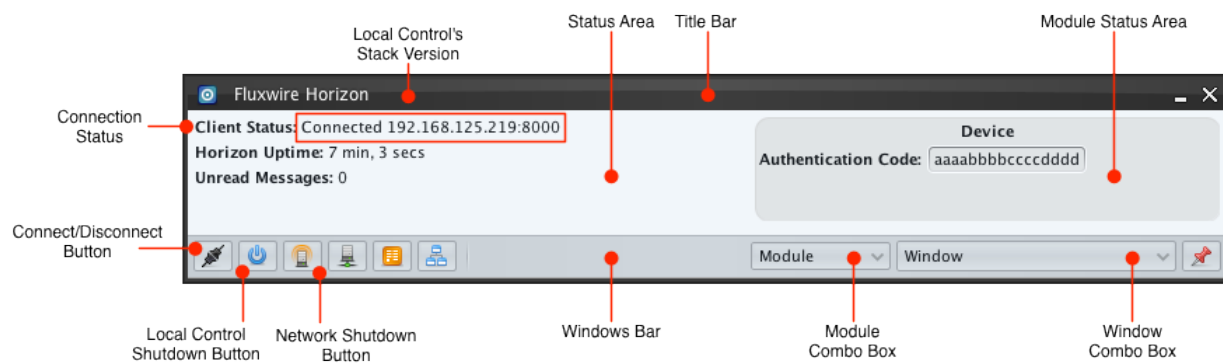 Local Control's
Stack Version
Status Area
Title Bar
Module Status Area
Fluxwire Horizon
Connection
Status
Client Status: Connected 192.168.125.219:8000
Horizon Uptime: 7 min, 3 secs
Unread Messages: 0
Device
Authentication Code: aaaabbbbccccdddd
Connect/Disconnect
Button
Module
Window
Local Control
Shutdown Button
Network Shutdown
Button
Windows Bar
Module
Combo Box
Window
Combo Box